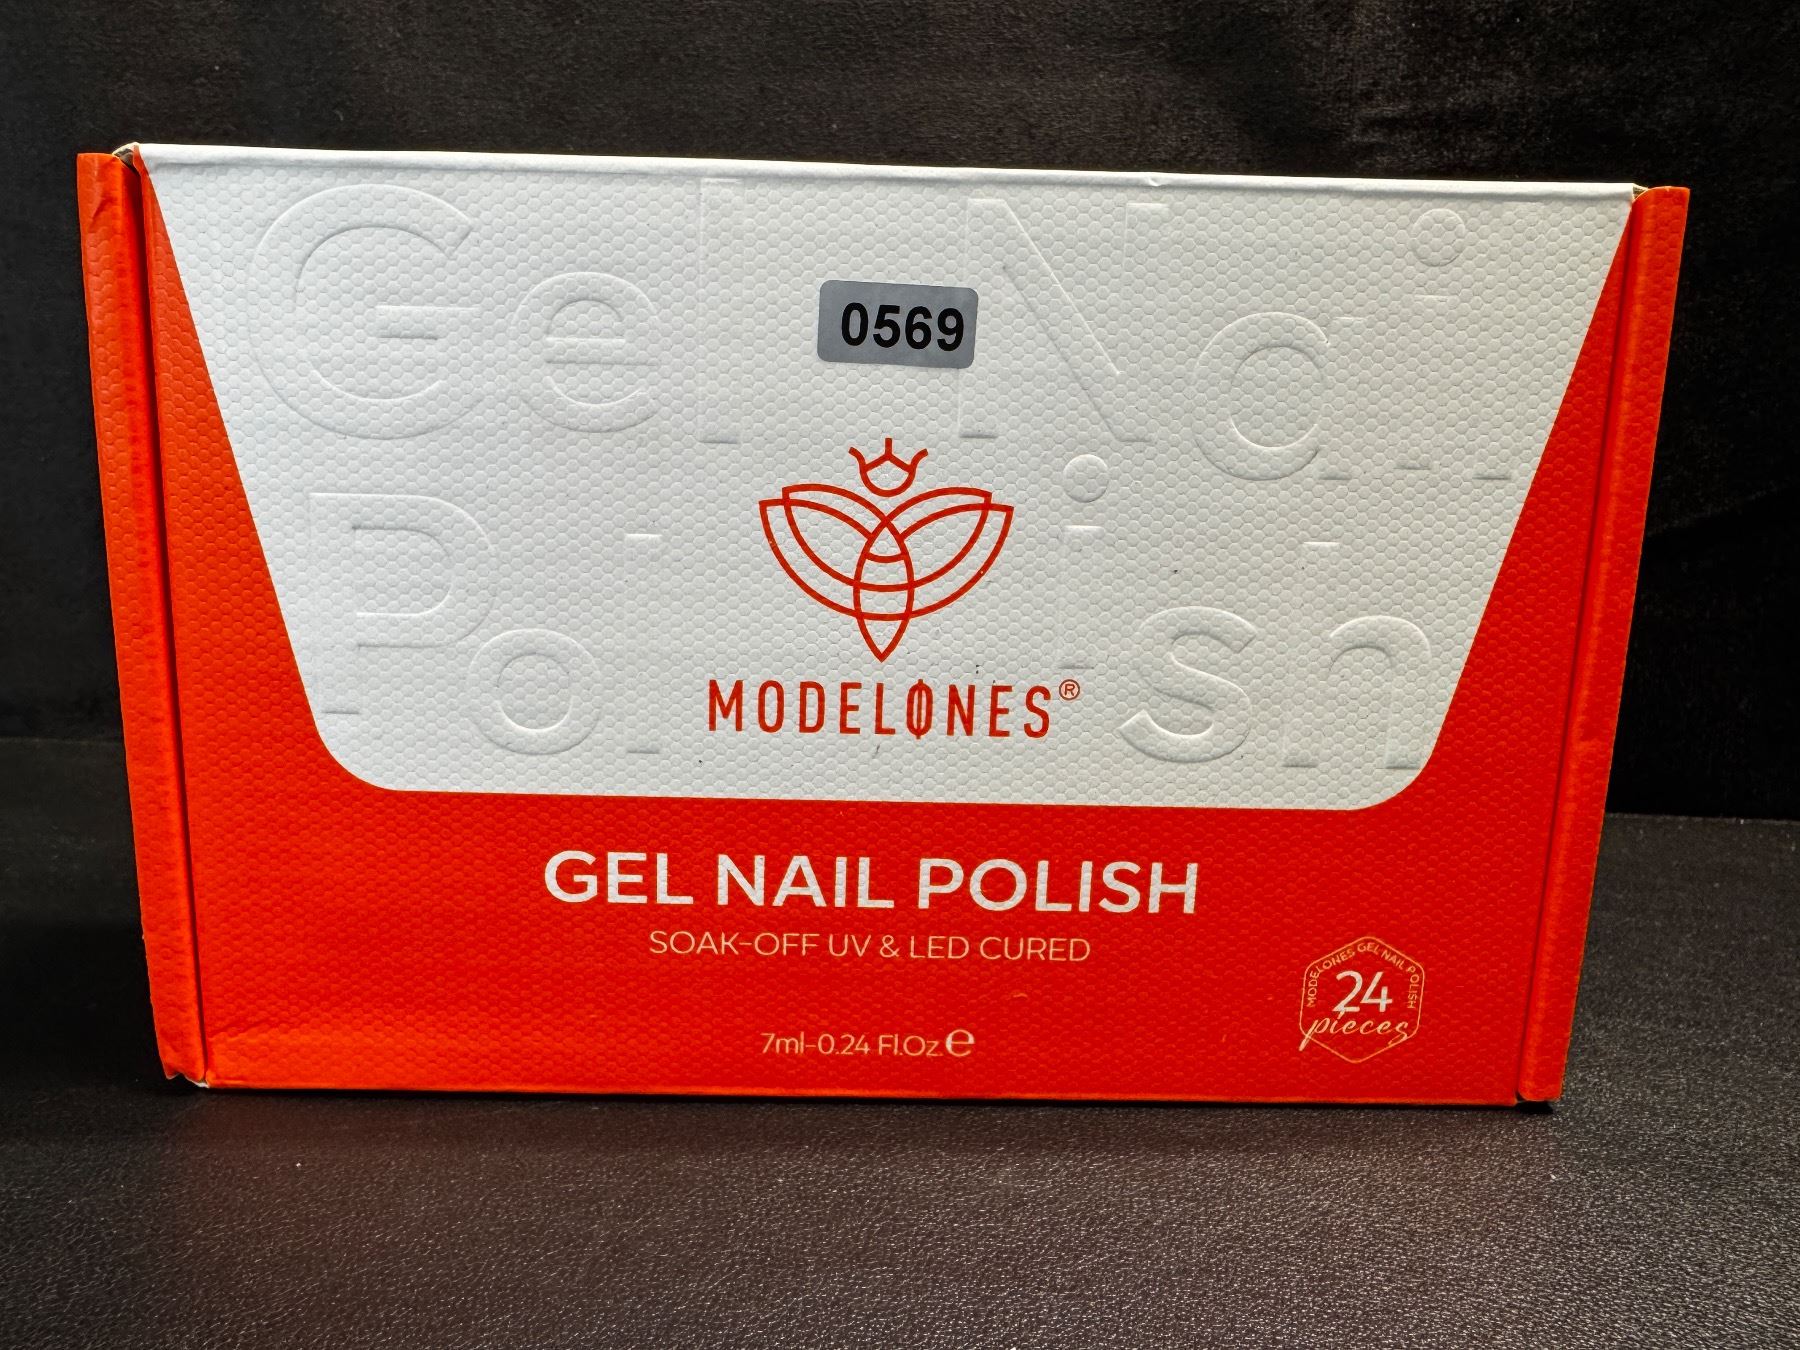 Gel Nail
0569
Polish
MODELØNES®
GEL NAIL POLISH
SOAK-OFF UV & LED CURED
7ml-0.24 Fl.Oz.℮
MODELONES GEL NAIL POLISH
24
pieces